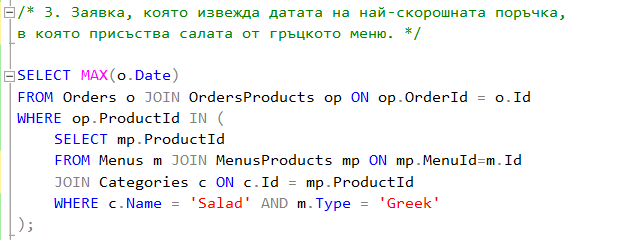 /* 3. Заявка, която извежда датата на най-скорошната поръчка,
в която присъства салата от гръцкото меню. */
SELECT MAX(o.Date)
FROM Orders o JOIN OrdersProducts op ON op.OrderId = o.Id
WHERE op.ProductId IN (
SELECT mp.ProductId
FROM Menus m JOIN MenusProducts mp ON mp.MenuId=m.Id
JOIN Categories c ON c.Id = mp.ProductId
WHERE c.Name = 'Salad' AND m.Type = 'Greek'
);